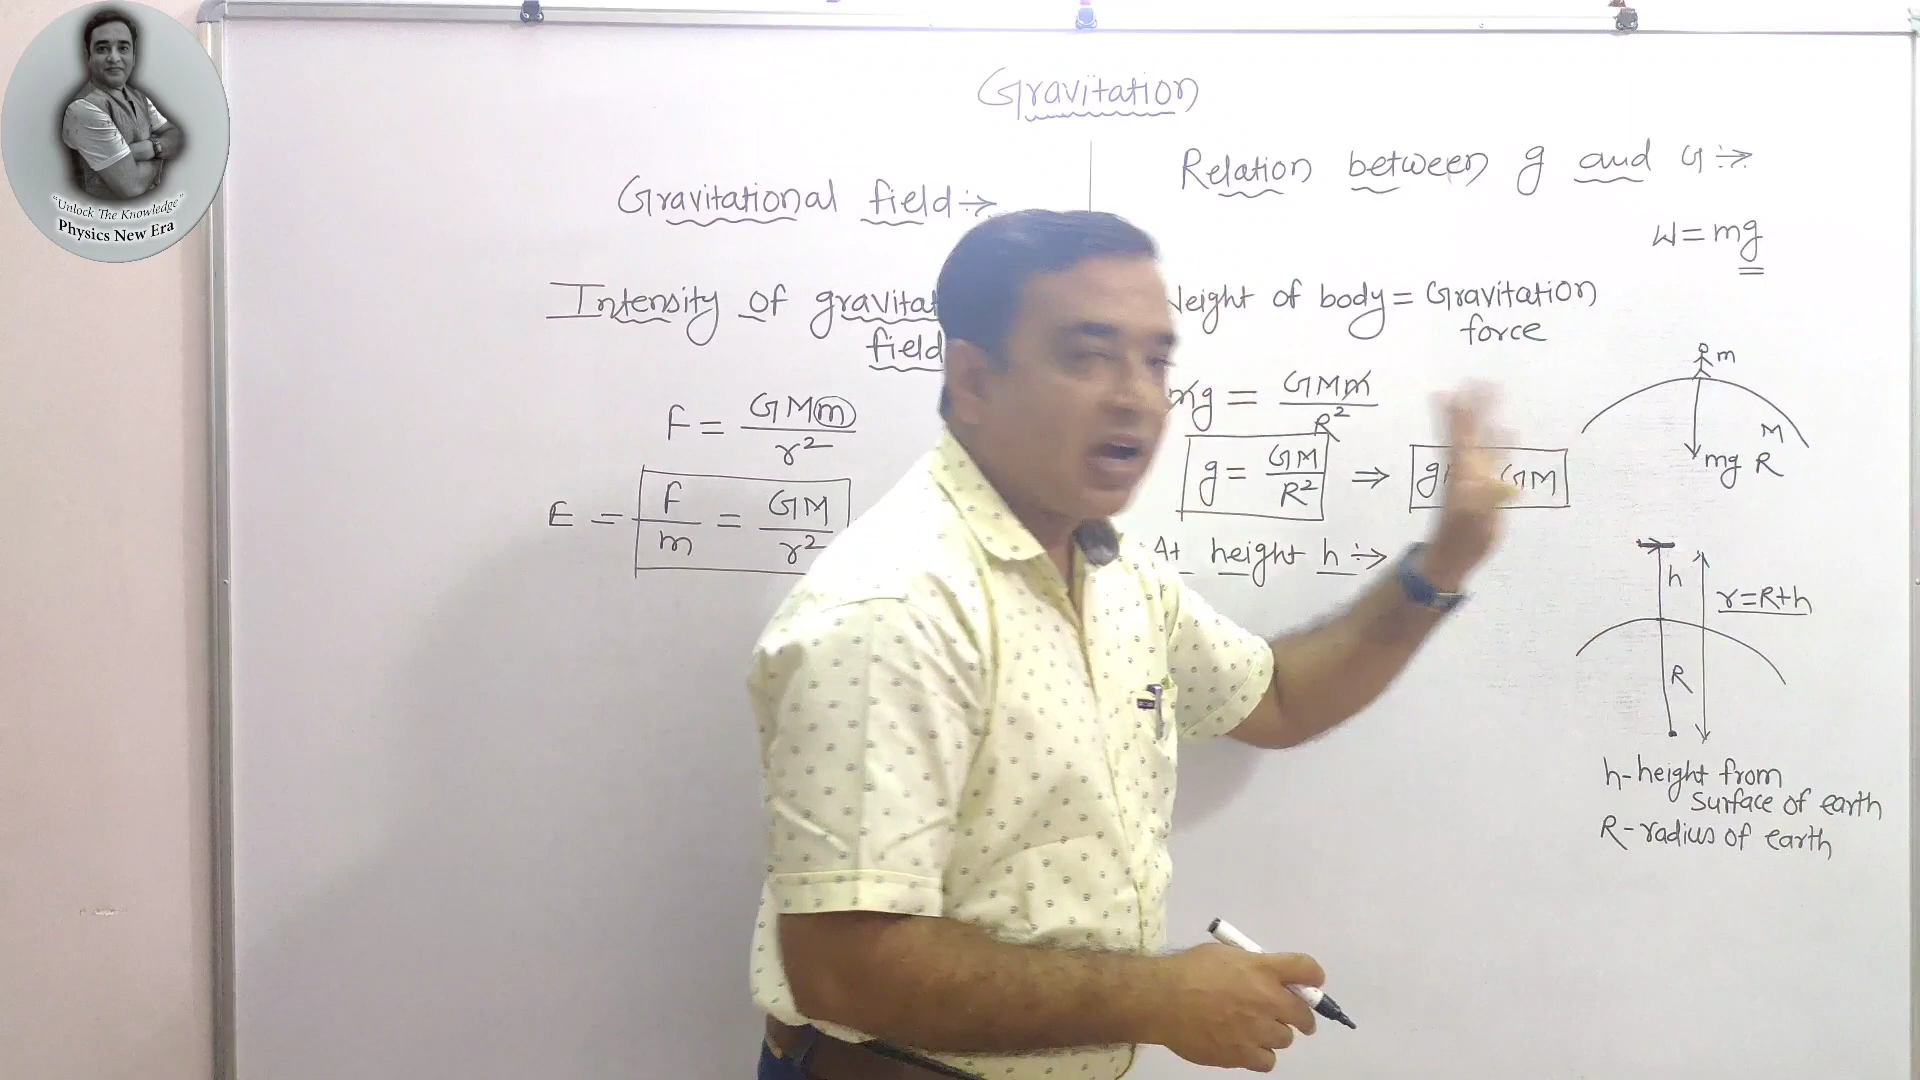 "Unlock The Knowledge"
Physics New Era
Gravitation
Gravitational field :→
Intensity of
field
F = GMm / r²
E = F / m = GM / r²
Relation between g and G :→
W = mg
of body = Gravitation
force
mg = GMm / R²
g = GM / R² ⇒ GM
At height h :→
m
M
mg R
h
r = R+h
R
h - height from
surface of earth
R - radius of earth